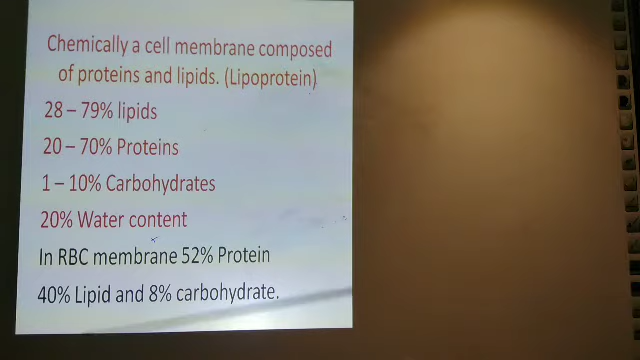 Chemically a cell membrane composed
of proteins and lipids. (Lipoprotein)
28 – 79% lipids
20 – 70% Proteins
1 – 10% Carbohydrates
20% Water content
In RBC membrane 52% Protein
40% Lipid and 8% carbohydrate.